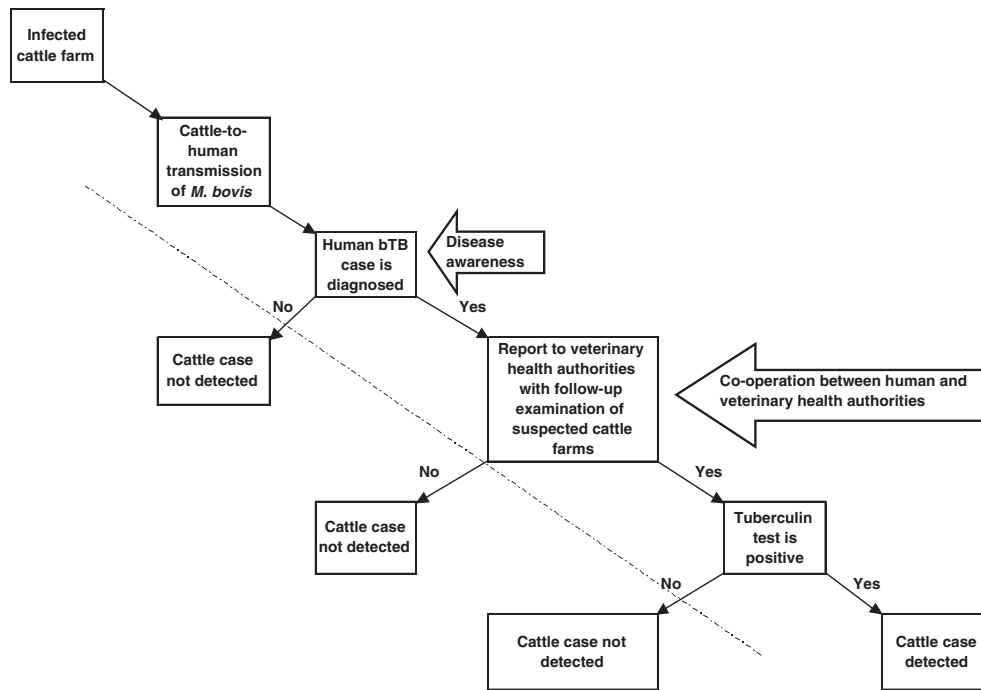 Infected
cattle farm
Cattle-to-
human
transmission
of M. bovis
Human bTB
case is
diagnosed
Disease
awareness
No
Yes
Cattle case
not detected
Report to veterinary
health authorities
with follow-up
examination of
suspected cattle
farms
Co-operation between human and
veterinary health authorities
No
Yes
Cattle case
not detected
Tuberculin
test is
positive
No
Yes
Cattle case not
detected
Cattle case
detected